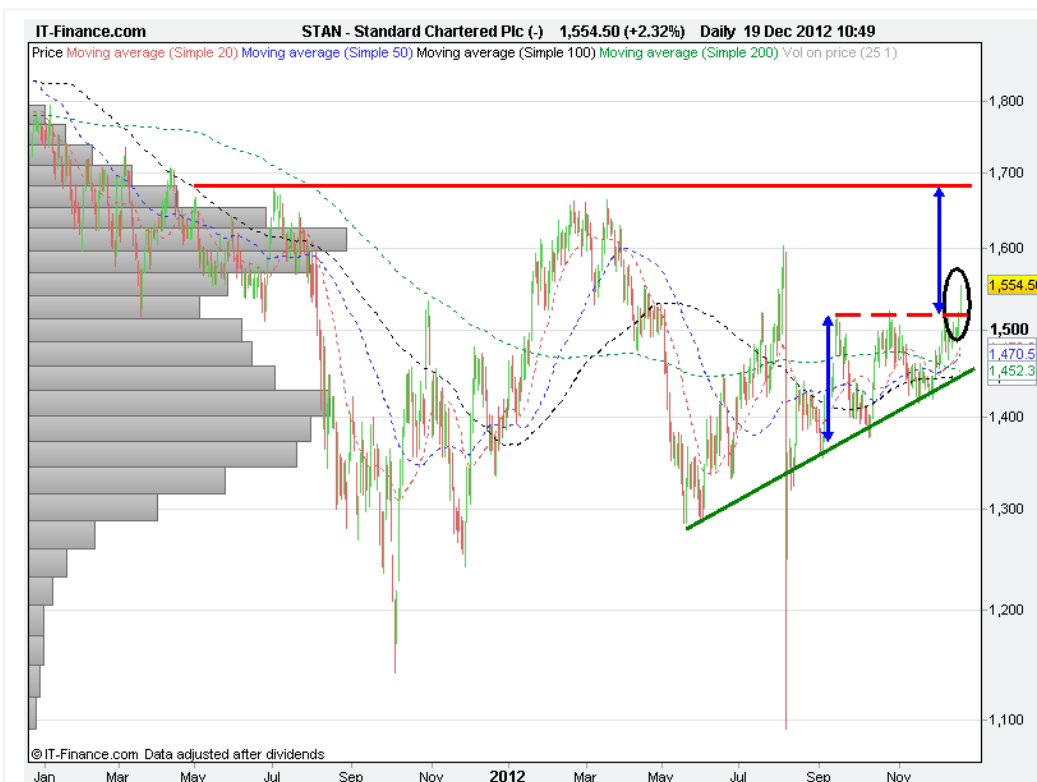 IT-Finance.com STAN - Standard Chartered Plc (-) 1,554.50 (+2.32%) Daily 19 Dec 2012 10:49
Price Moving average (Simple 20) Moving average (Simple 50) Moving average (Simple 100) Moving average (Simple 200) Vol on price (25 1)
1,800
1,700
1,600
1,554.50
1,500
1,470.5
1,452.3
1,400
1,300
1,200
1,100
© IT-Finance.com Data adjusted after dividends
Jan Mar May Jul Sep Nov 2012 Mar May Jul Sep Nov